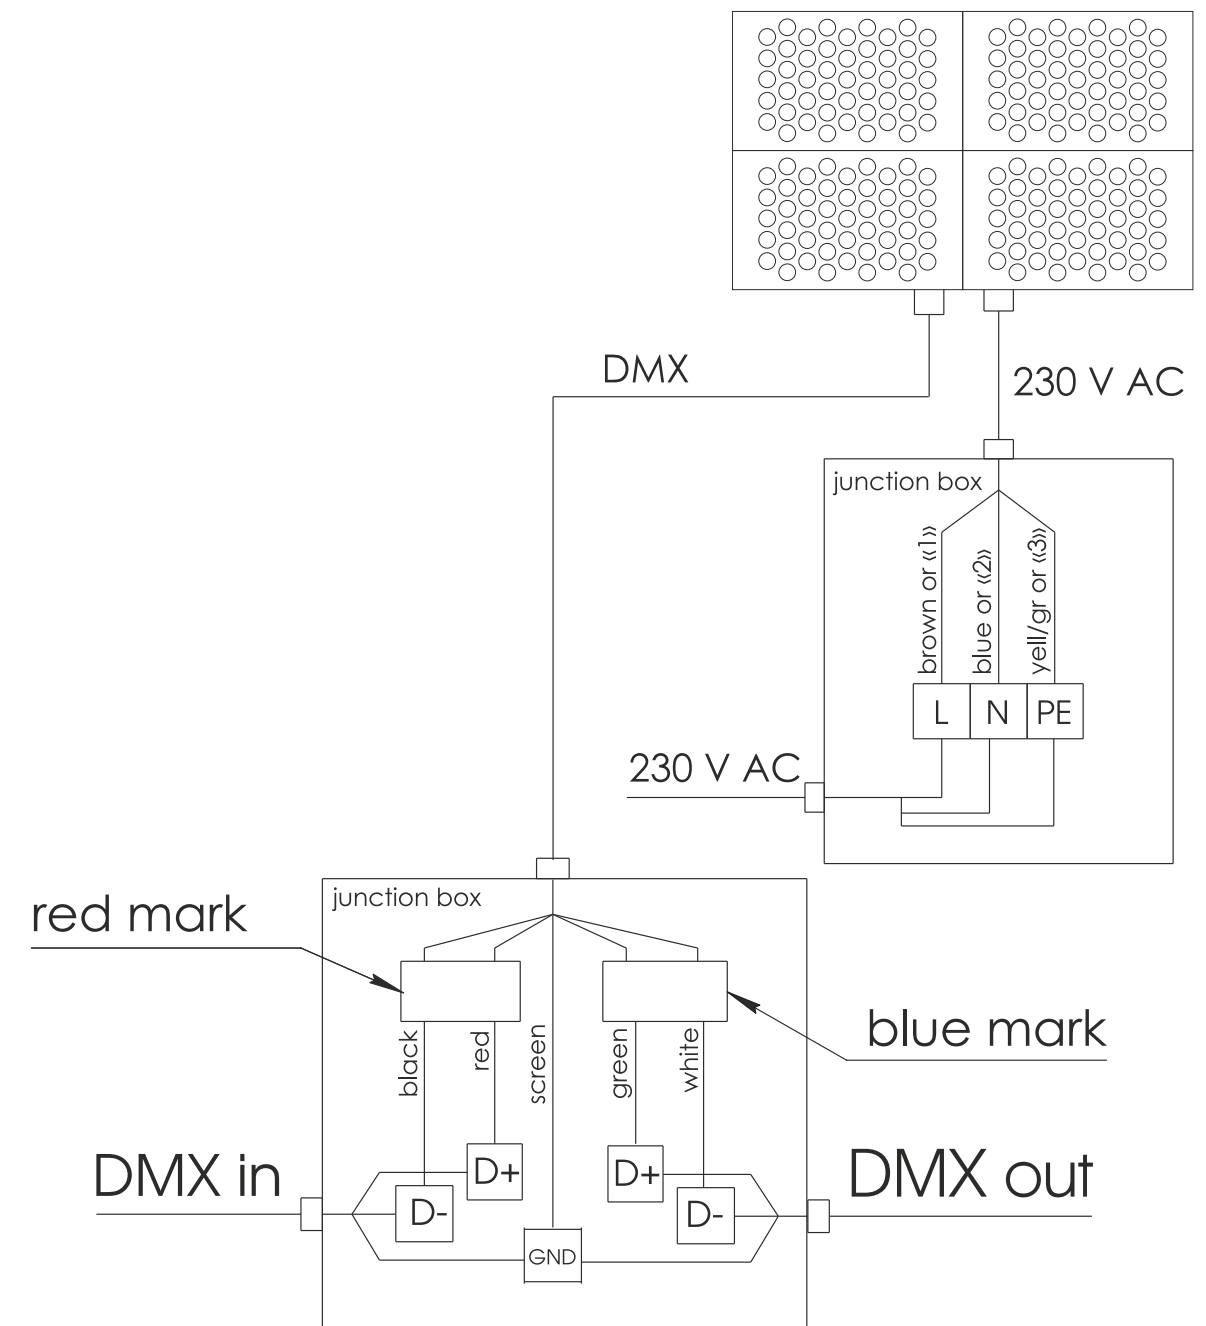 DMX
230 V AC
junction box
brown or «1»
blue or «2»
yell/gr or «3»
L
N
PE
230 V AC
junction box
red mark
blue mark
black
red
screen
green
white
DMX in
D+
D-
GND
D+
D-
DMX out